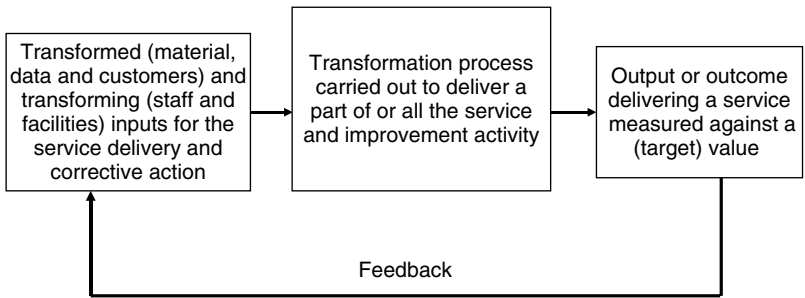 Transformed (material,
data and customers) and
transforming (staff and
facilities) inputs for the
service delivery and
corrective action
Transformation process
carried out to deliver a
part of or all the service
and improvement activity
Output or outcome
delivering a service
measured against a
(target) value
Feedback